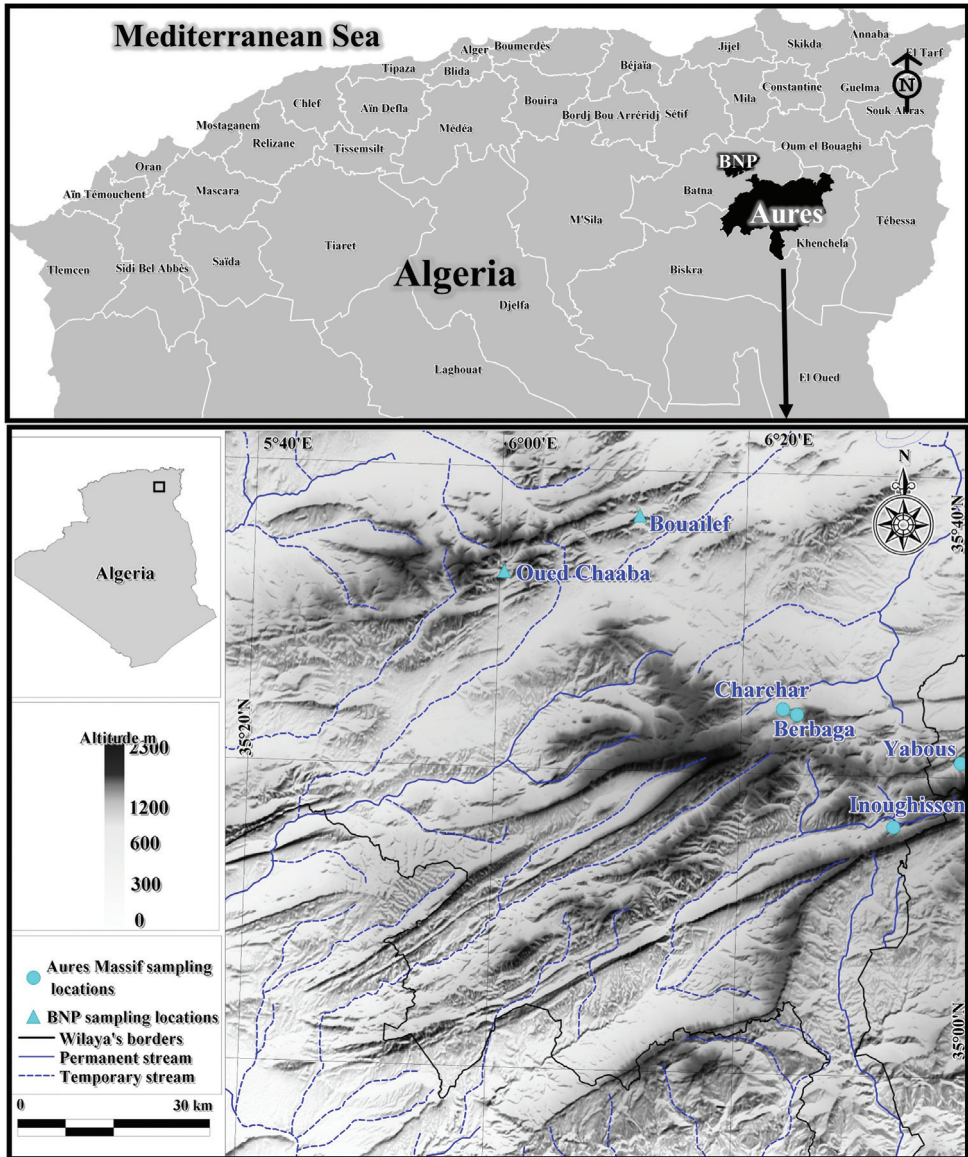 Mediterranean Sea
Annaba
Alger Boumerdès
Jijel
Skikda
El Tarf
Tipaza
Blida
Béjaïa
Constantine
Guelma
N
Chlef
Aïn Defla
Bouira
Mila
Mostaganem
Médéa
Bordj Bou Arréridj
Sétif
Souk Ahras
Relizane
Tissemsilt
Oum el Bouaghi
Oran
BNP
Aïn Témouchent
Mascara
Batna
M'Sila
Aures
Tébessa
Tiaret
Khenchela
Tlemcen
Sidi Bel Abbès
Saïda
Algeria
Biskra
Djelfa
Laghouat
El Oued
5°40'E
6°00'E
6°20'E
N
35°40'N
Bouailef
Oued Chaâba
Algeria
Charchar
Berbaga
35°20'N
Yabous
Inoughissen
Altitude m
2300
1200
600
300
0
35°00'N
Aures Massif sampling
locations
BNP sampling locations
Wilaya's borders
Permanent stream
Temporary stream
0 30 km